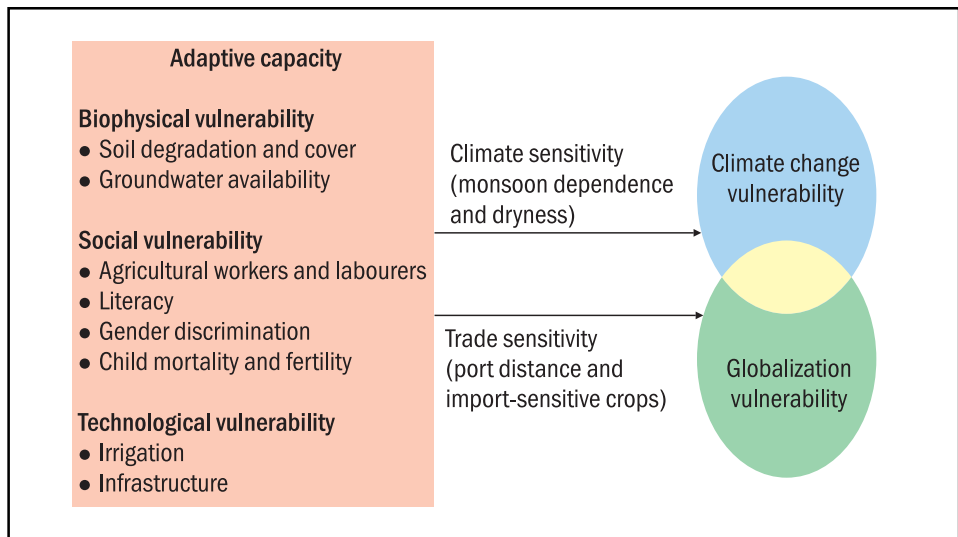 Adaptive capacity
Biophysical vulnerability
● Soil degradation and cover
● Groundwater availability
Social vulnerability
● Agricultural workers and labourers
● Literacy
● Gender discrimination
● Child mortality and fertility
Technological vulnerability
● Irrigation
● Infrastructure
Climate sensitivity
(monsoon dependence
and dryness)
Trade sensitivity
(port distance and
import-sensitive crops)
Climate change
vulnerability
Globalization
vulnerability